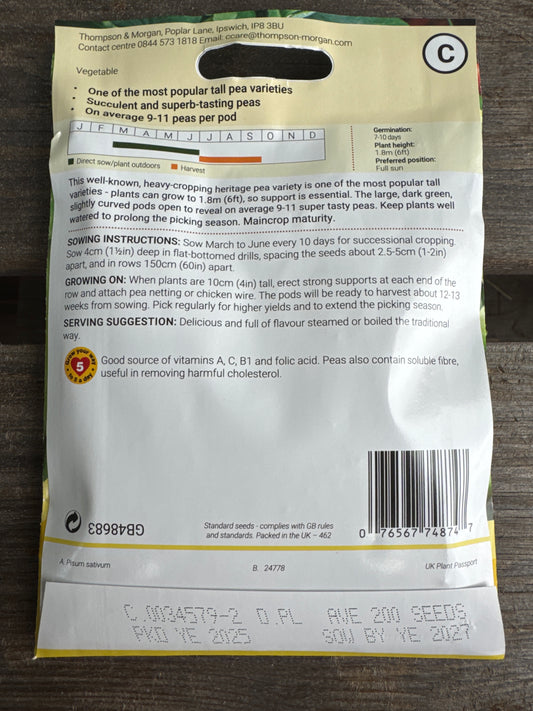 Thompson & Morgan, Poplar Lane, Ipswich, IP8 3BU
Contact centre 0844 573 1818 Email: ccare@thompson-morgan.com
C
Vegetable
• One of the most popular tall pea varieties
• Succulent and superb-tasting peas
• On average 9-11 peas per pod
J F M A M J J A S O N D
Direct sow/plant outdoors Harvest
Germination:
7-10 days
Plant height:
1.8m (6ft)
Preferred position:
Full sun
This well-known, heavy-cropping heritage pea variety is one of the most popular tall
varieties - plants can grow to 1.8m (6ft), so support is essential. The large, dark green,
slightly curved pods open to reveal on average 9-11 super tasty peas. Keep plants well
watered to prolong the picking season. Maincrop maturity.
SOWING INSTRUCTIONS: Sow March to June every 10 days for successional cropping.
Sow 4cm (1½in) deep in flat-bottomed drills, spacing the seeds about 2.5-5cm (1-2in)
apart, and in rows 150cm (60in) apart.
GROWING ON: When plants are 10cm (4in) tall, erect strong supports at each end of the
row and attach pea netting or chicken wire. The pods will be ready to harvest about 12-13
weeks from sowing. Pick regularly for higher yields and to extend the picking season.
SERVING SUGGESTION: Delicious and full of flavour steamed or boiled the traditional
way.
Grow your way
5
to 5 a day
Good source of vitamins A, C, B1 and folic acid. Peas also contain soluble fibre,
useful in removing harmful cholesterol.
GB48683
Standard seeds - complies with GB rules
and standards. Packed in the UK – 462
0 76567 74874 7
A. Pisum sativum
B. 24778
UK Plant Passport
C.0034579-2 D.PL AVE 200 SEEDS
PKD YE 2025 SOW BY YE 2027